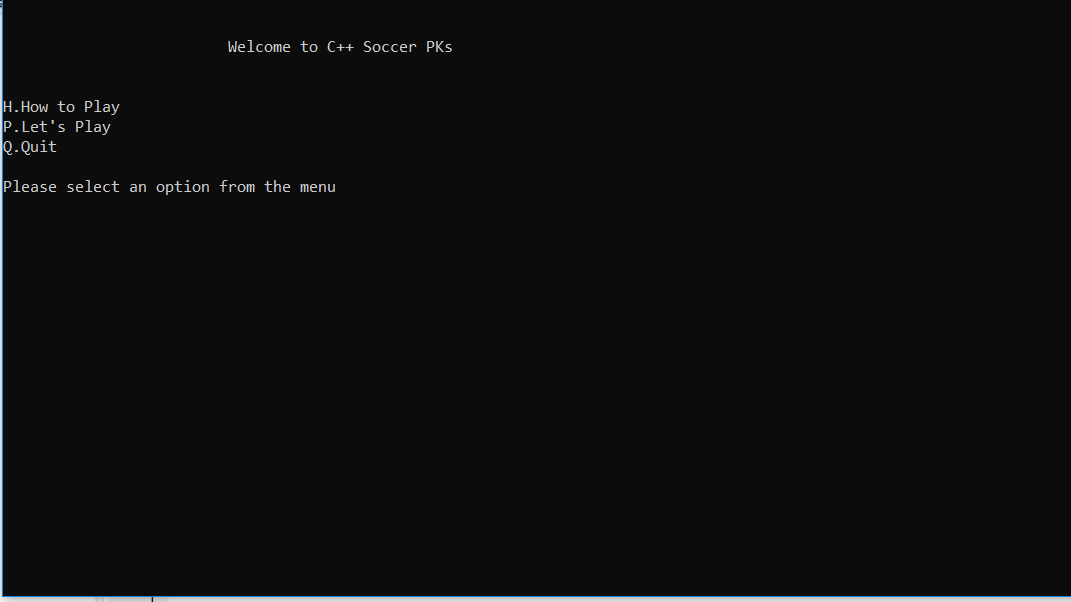 Welcome to C++ Soccer PKs
H.How to Play
P.Let's Play
Q.Quit
Please select an option from the menu